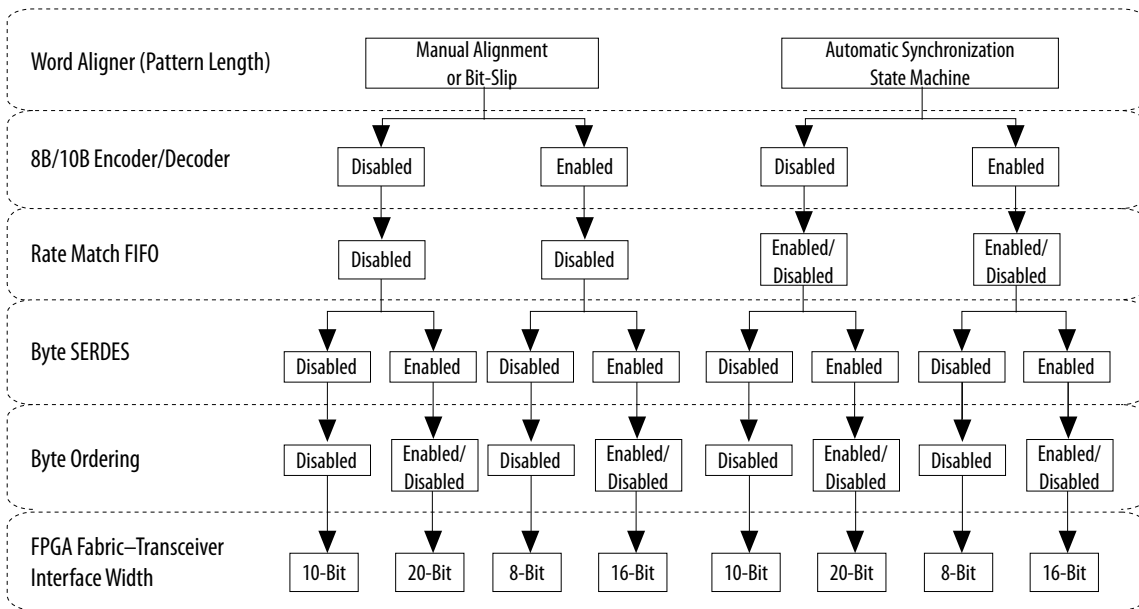 Word Aligner (Pattern Length)
Manual Alignment
or Bit-Slip
Automatic Synchronization
State Machine
8B/10B Encoder/Decoder
Disabled
Enabled
Disabled
Enabled
Rate Match FIFO
Disabled
Disabled
Enabled/
Disabled
Enabled/
Disabled
Byte SERDES
Disabled
Enabled
Disabled
Enabled
Disabled
Enabled
Disabled
Enabled
Byte Ordering
Disabled
Enabled/
Disabled
Disabled
Enabled/
Disabled
Disabled
Enabled/
Disabled
Disabled
Enabled/
Disabled
FPGA Fabric–Transceiver
Interface Width
10-Bit
20-Bit
8-Bit
16-Bit
10-Bit
20-Bit
8-Bit
16-Bit